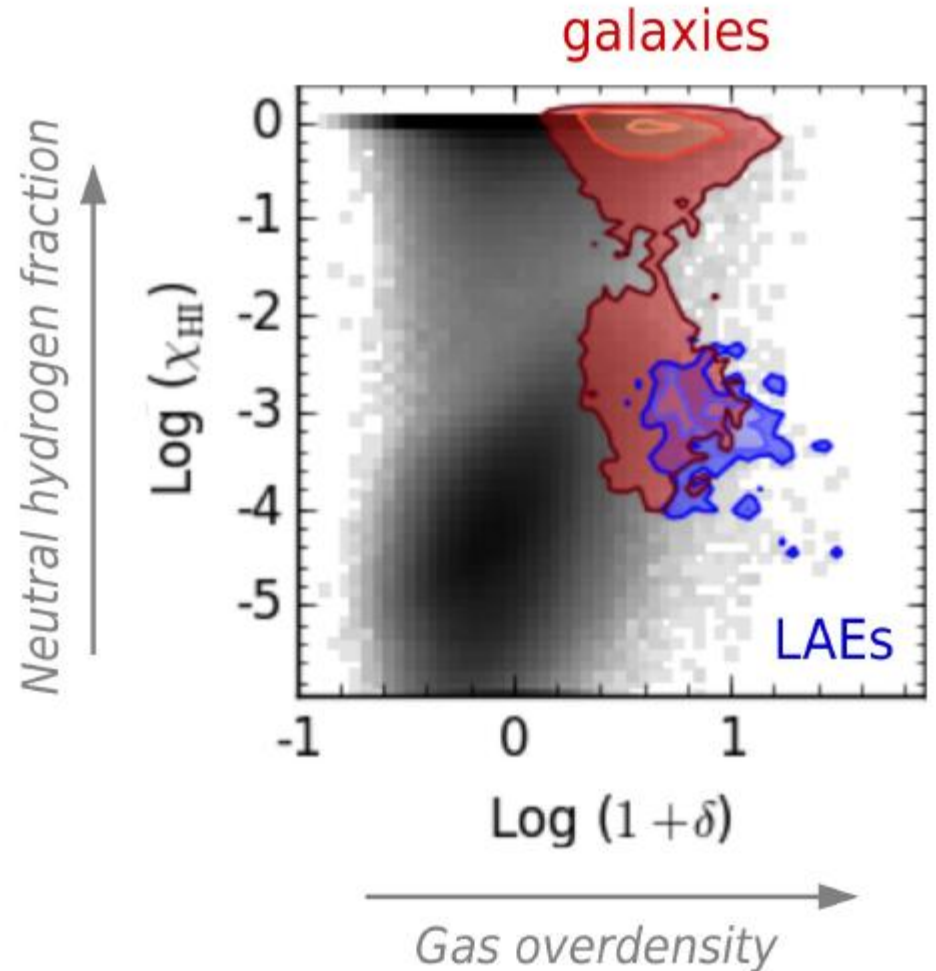 galaxies
Neutral hydrogen fraction
Log (χHI)
0
-1
-2
-3
-4
-5
LAEs
-1 0 1
Log (1 +δ)
Gas overdensity